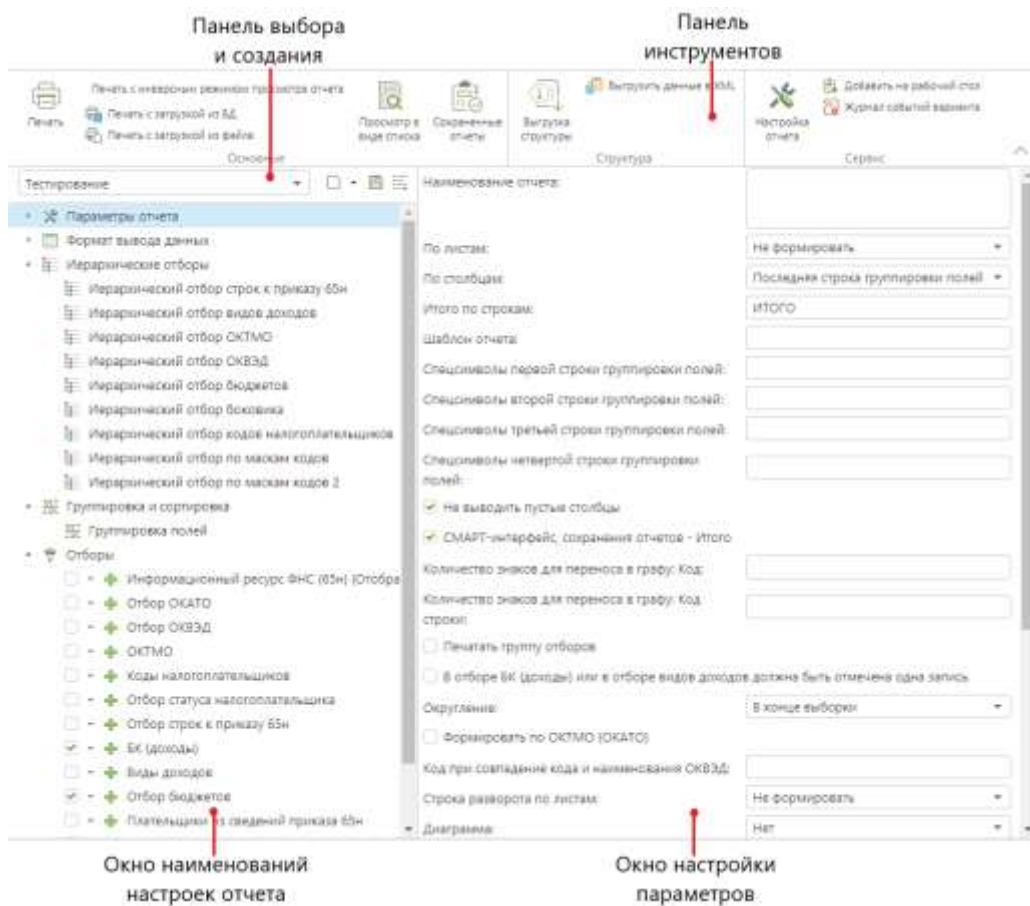 Панель выбора
и создания
Панель
инструментов
Печать
Печать с инверсным режимом просмотра отчета
Печать с загрузкой из БД
Печать с загрузкой из файла
Просмотр в
виде списка
Сохраненные
отчеты
Основные
Выгрузка
структуры
Выгрузить данные в XML
Структура
Настройка
отчета
Добавить на рабочий стол
Журнал событий варианта
Сервис
Тестирование
Параметры отчета
Формат вывода данных
Иерархические отборы
Иерархический отбор строк к приказу 65н
Иерархический отбор видов доходов
Иерархический отбор ОКТМО
Иерархический отбор ОКВЭД
Иерархический отбор бюджетов
Иерархический отбор боковика
Иерархический отбор кодов налогоплательщиков
Иерархический отбор по маскам кодов
Иерархический отбор по маскам кодов 2
Группировка и сортировка
Группировка полей
Отборы
Информационный ресурс ФНС (65н) (Отобра
Отбор ОКАТО
Отбор ОКВЭД
ОКТМО
Коды налогоплательщиков
Отбор статуса налогоплательщика
Отбор строк к приказу 65н
БК (доходы)
Виды доходов
Отбор бюджетов
Плательщики из сведений приказа 65н
Наименование отчета:
По листам:
Не формировать
По столбцам:
Последняя строка группировки полей
Итого по строкам:
ИТОГО
Шаблон отчета:
Спецсимволы первой строки группировки полей:
Спецсимволы второй строки группировки полей:
Спецсимволы третьей строки группировки полей:
Спецсимволы четвертой строки группировки
полей:
Не выводить пустые столбцы
СМАРТ-интерфейс, сохранения отчетов - Итого
Количество знаков для переноса в графу: Код:
Количество знаков для переноса в графу: Код
строки:
Печатать группу отборов
В отборе БК (доходы) или в отборе видов доходов должна быть отмечена одна запись
Округление:
В конце выборки
Формировать по ОКТМО (ОКАТО)
Код при совпадение кода и наименования ОКВЭД:
Строка разворота по листам:
Не формировать
Диаграмма:
Нет
Окно наименований
настроек отчета
Окно настройки
параметров